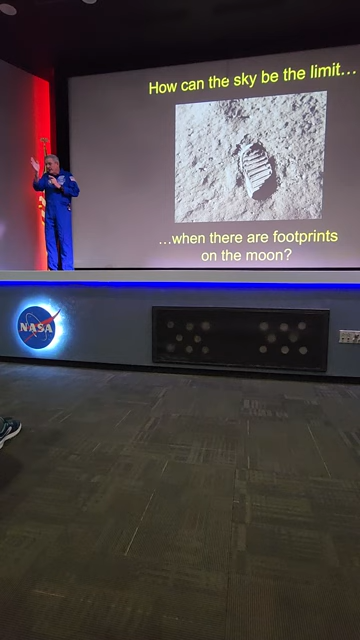 How can the sky be the limit...
...when there are footprints
on the moon?
NASA